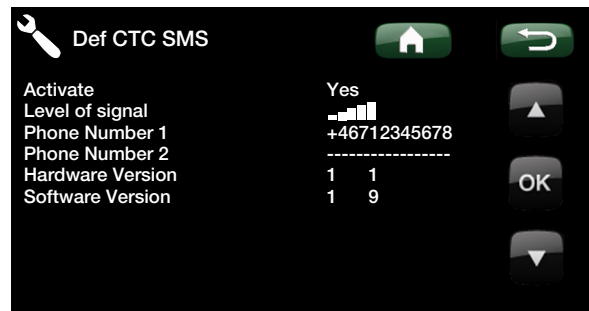 Def CTC SMS
Activate Yes
Level of signal
Phone Number 1 +46712345678
Phone Number 2 -----------------
Hardware Version 1 1
OK
Software Version 1 9